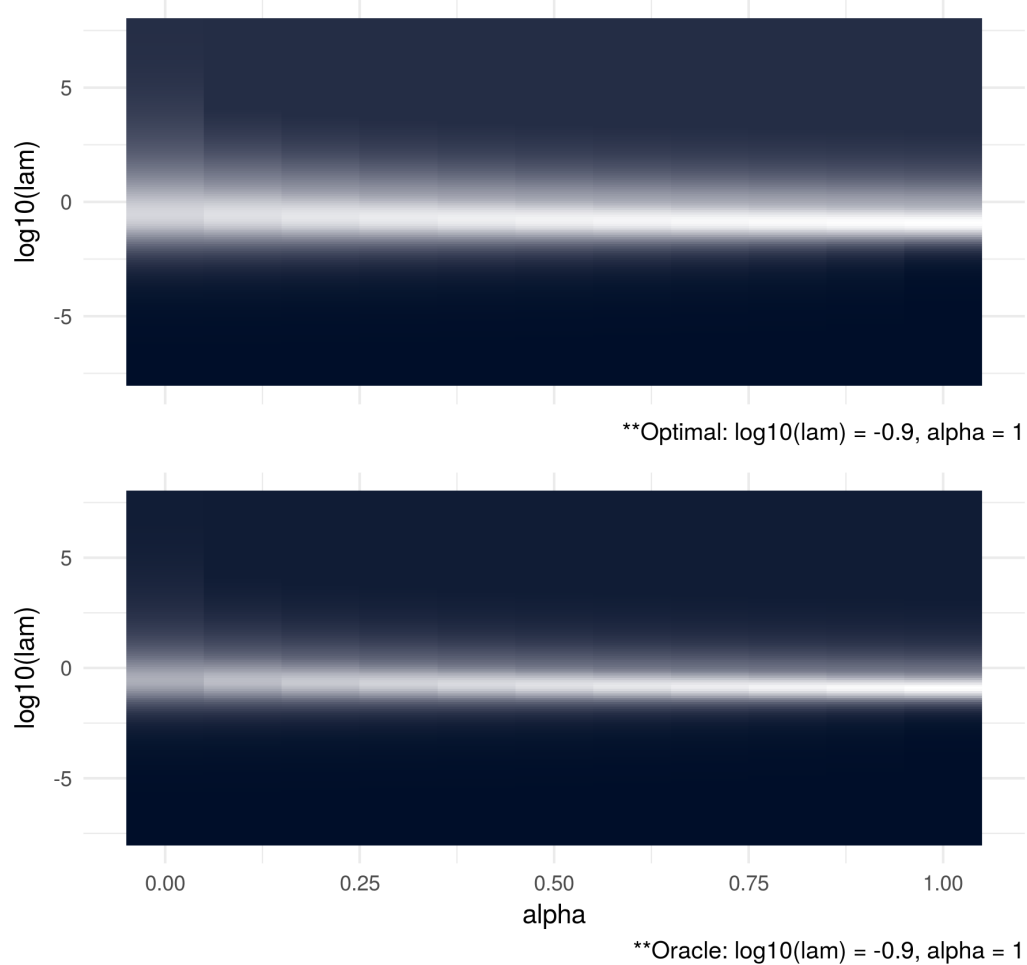 log10(lam)
5
0
-5
**Optimal: log10(lam) = -0.9, alpha = 1
log10(lam)
5
0
-5
0.00 0.25 0.50 0.75 1.00
alpha
**Oracle: log10(lam) = -0.9, alpha = 1